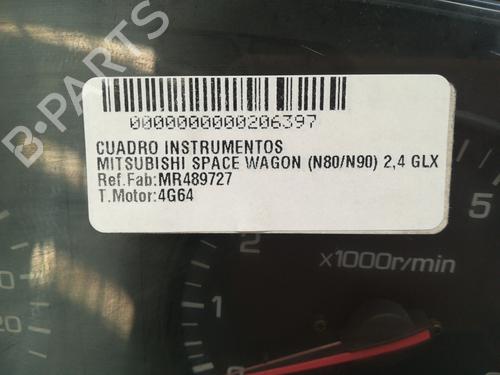 B-PARTS
0000000000206397
CUADRO INSTRUMENTOS
MITSUBISHI SPACE WAGON (N80/N90) 2,4 GLX
Ref.Fab:MR489727
T.Motor:4G64
2
5
x1000r/min
20